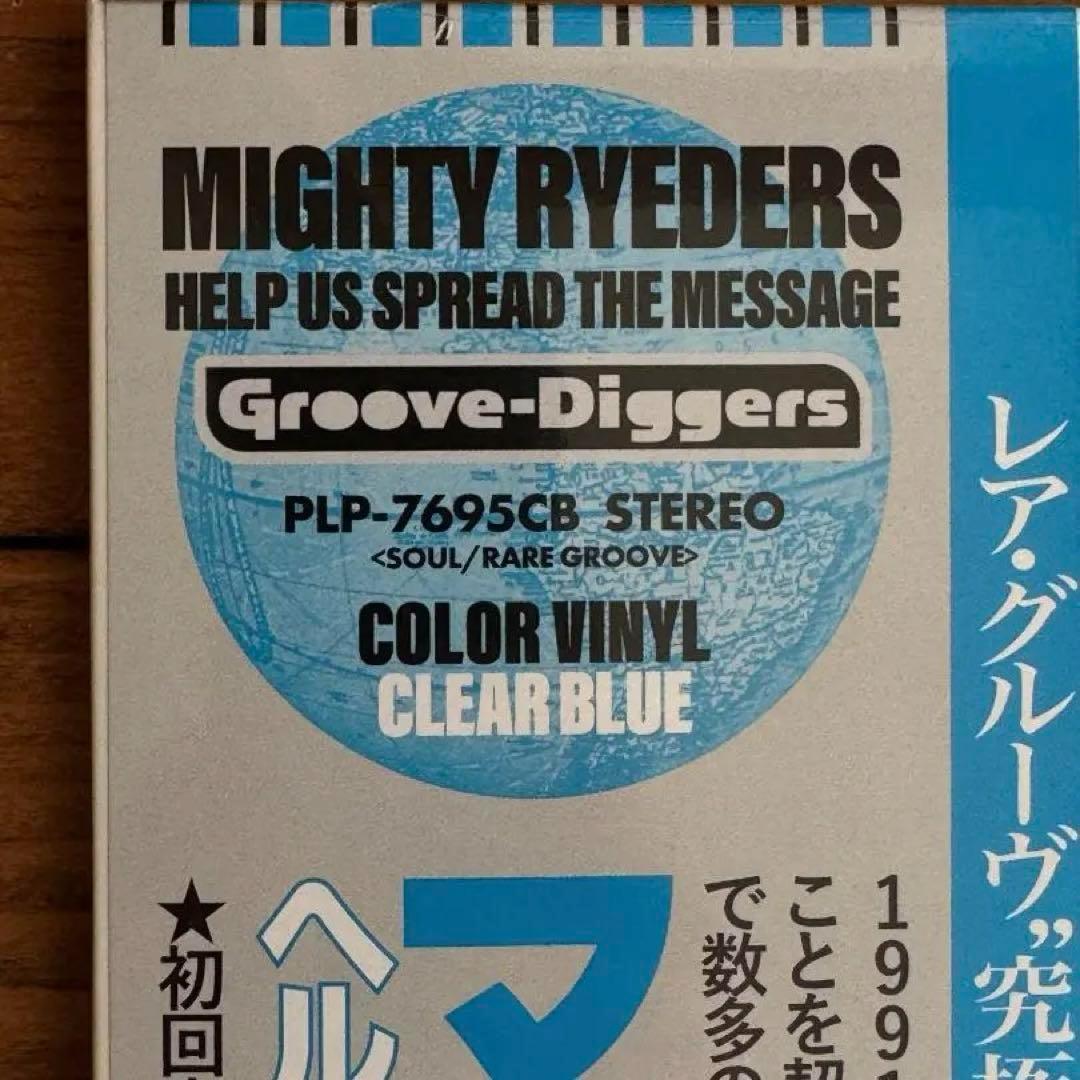 MIGHTY RYEDERS
HELP US SPREAD THE MESSAGE
Groove-Diggers
PLP-7695CB STEREO
<SOUL/RARE GROOVE>
COLOR VINYL
CLEAR BLUE
レア・グルーヴ”究極
1991
ことを契
で数多の
マ
ヘル
★初回